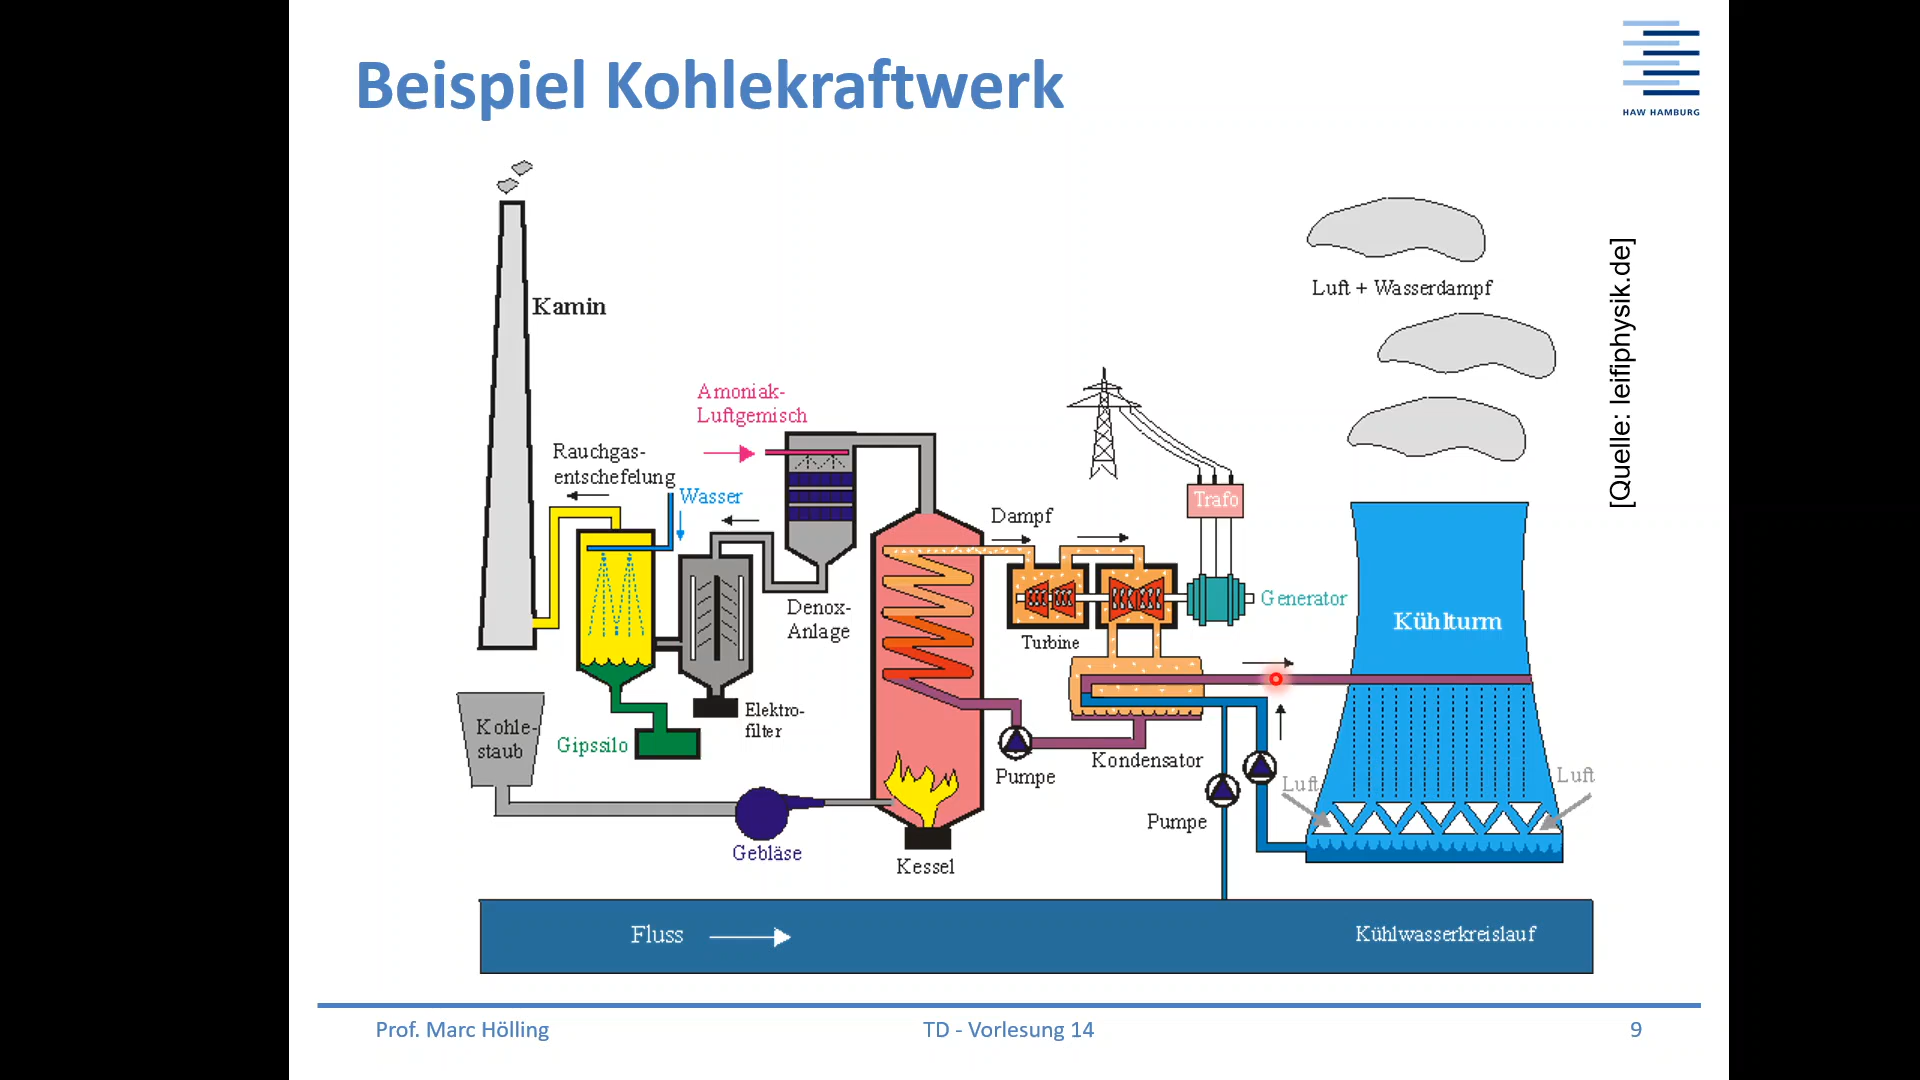 Beispiel Kohlekraftwerk
HAW HAMBURG
Kamin
Luft + Wasserdampf
[Quelle: leifiphysik.de]
Amoniak-
Luftgemisch
Rauchgas-
entschefelung
Wasser
Trafo
Dampf
Generator
Denox-
Anlage
Turbine
Kühlturm
Kohle-
staub
Gipssilo
Elektro-
filter
Pumpe
Kondensator
Luft
Luft
Pumpe
Gebläse
Kessel
Fluss
Kühlwasserkreislauf
Prof. Marc Hölling
TD - Vorlesung 14
9